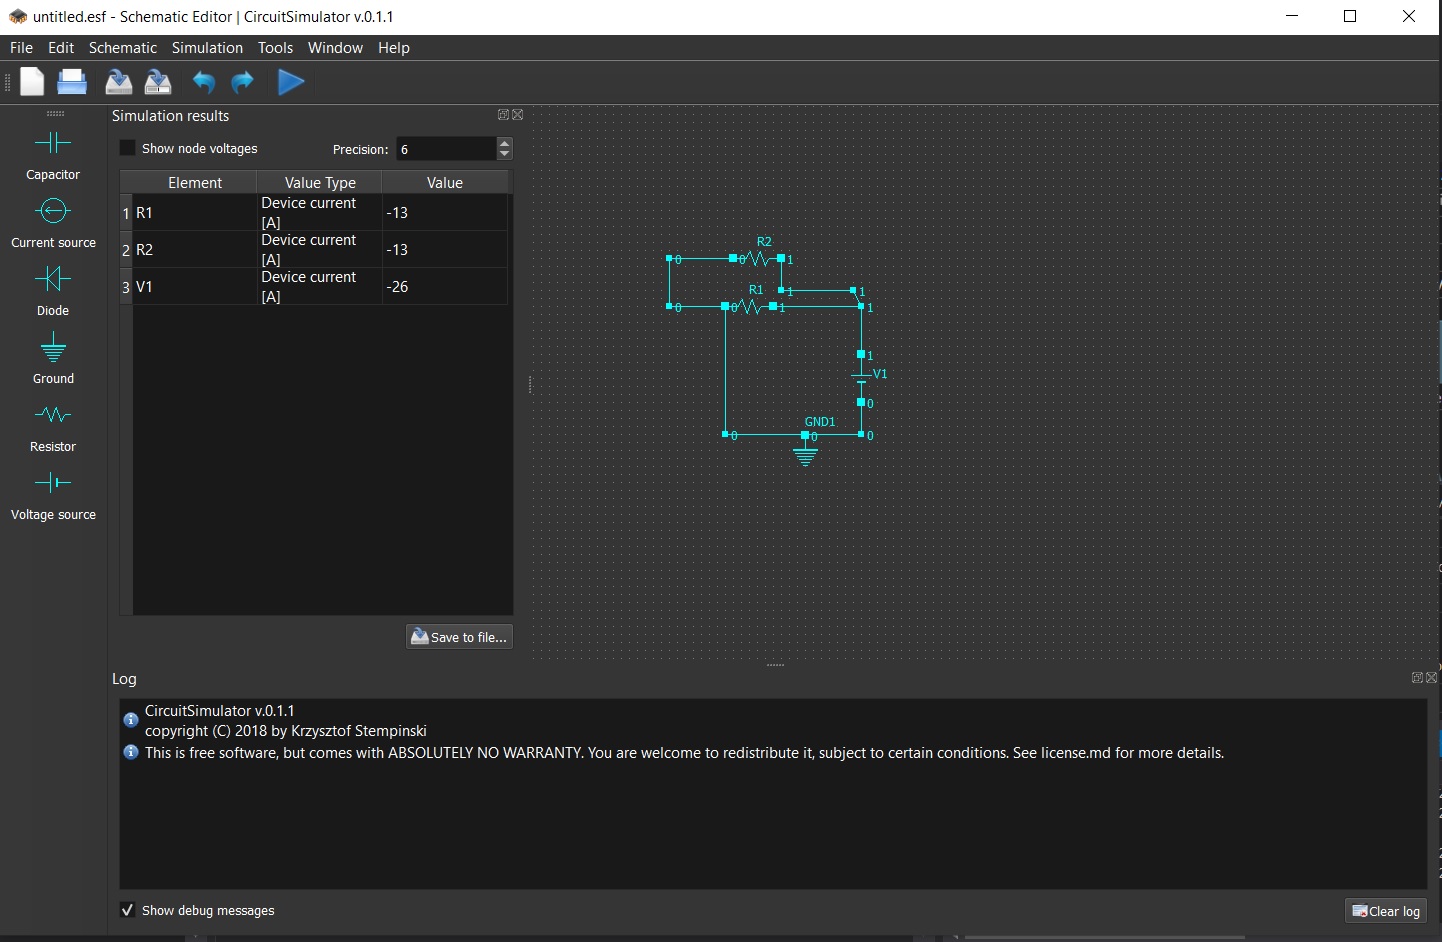 untitled.esf - Schematic Editor | CircuitSimulator v.0.1.1
File Edit Schematic Simulation Tools Window Help
Capacitor
Current source
Diode
Ground
Resistor
Voltage source
Simulation results
Show node voltages Precision: 6
Element Value Type Value
1 R1 Device current [A] -13
2 R2 Device current [A] -13
3 V1 Device current [A] -26
Save to file...
R2
0 0 1
R1 1 1
0 0 1 1
1
V1
0
GND1
0 0 0
Log
CircuitSimulator v.0.1.1
copyright (C) 2018 by Krzysztof Stempinski
This is free software, but comes with ABSOLUTELY NO WARRANTY. You are welcome to redistribute it, subject to certain conditions. See license.md for more details.
Show debug messages
Clear log